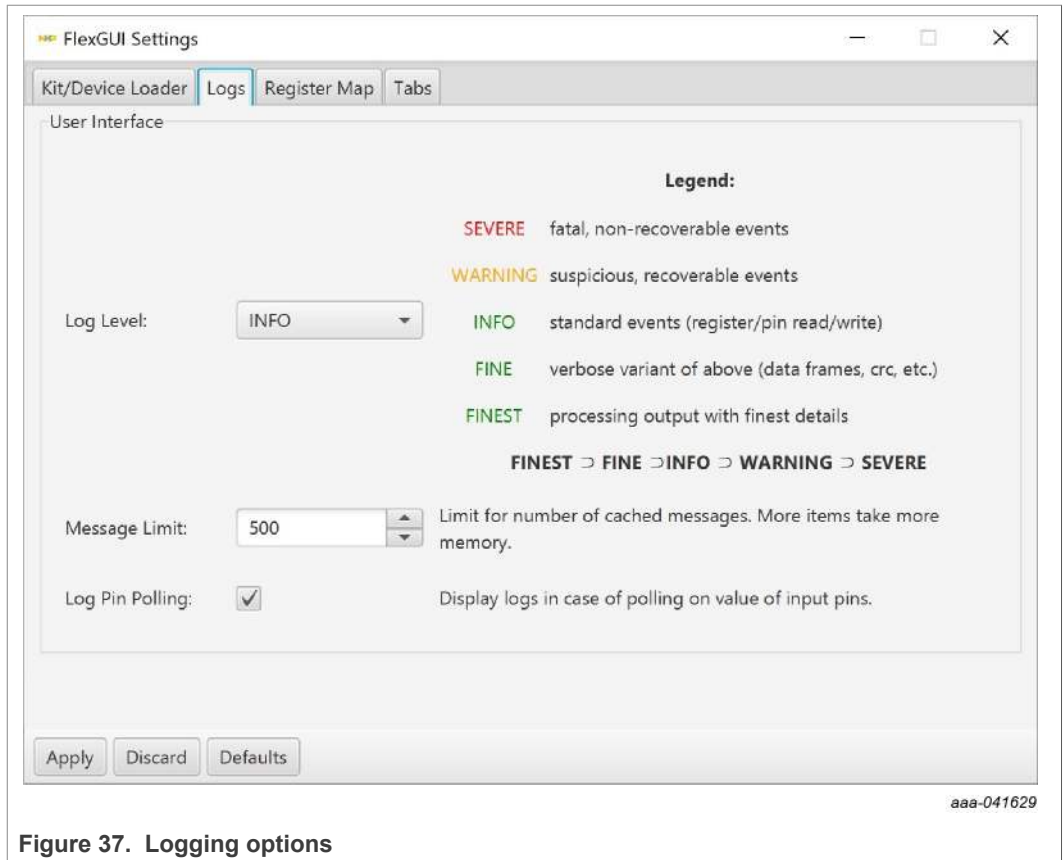 NXP FlexGUI Settings
Kit/Device Loader Logs Register Map Tabs
User Interface
Legend:
SEVERE fatal, non-recoverable events
WARNING suspicious, recoverable events
Log Level: INFO INFO standard events (register/pin read/write)
FINE verbose variant of above (data frames, crc, etc.)
FINEST processing output with finest details
FINEST ⊃ FINE ⊃INFO ⊃ WARNING ⊃ SEVERE
Message Limit: 500 Limit for number of cached messages. More items take more
memory.
Log Pin Polling: Display logs in case of polling on value of input pins.
Apply Discard Defaults
aaa-041629
Figure 37. Logging options